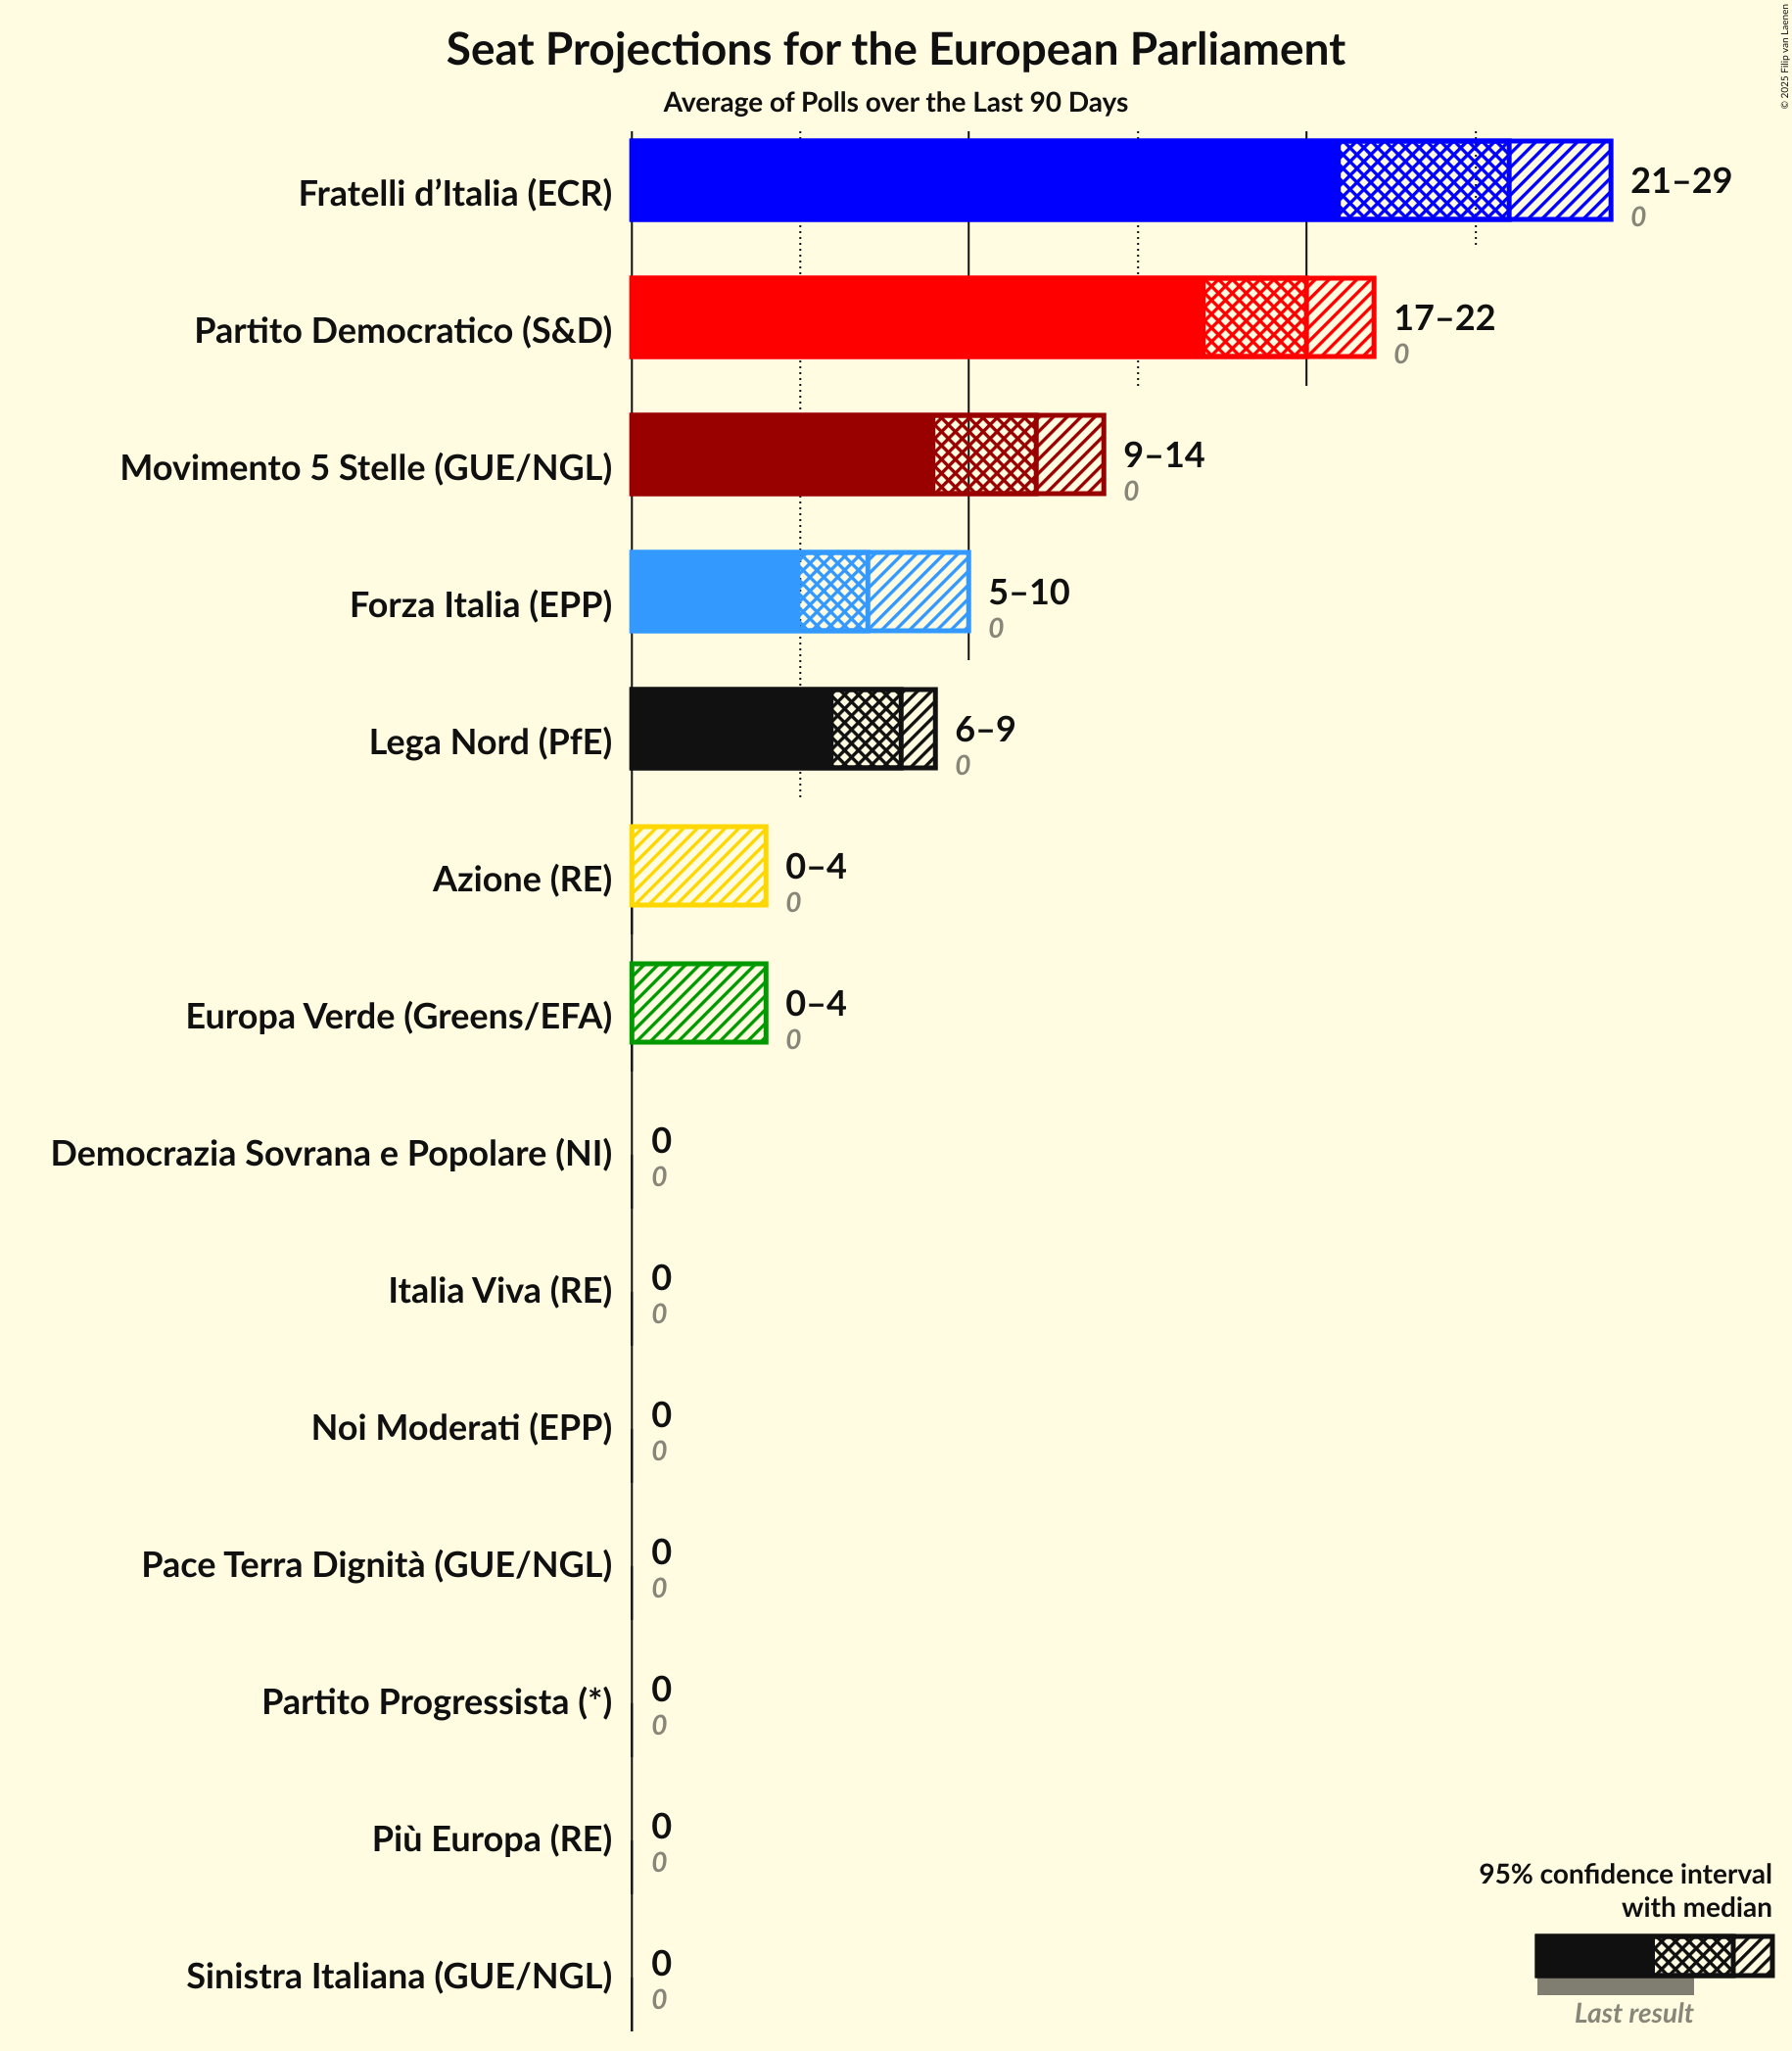 Seat Projections for the European Parliament
Average of Polls over the Last 90 Days
© 2025 Filip van Laenen
Fratelli d’Italia (ECR)
21–29
0
Partito Democratico (S&D)
17–22
0
Movimento 5 Stelle (GUE/NGL)
9–14
0
Forza Italia (EPP)
5–10
0
Lega Nord (PfE)
6–9
0
Azione (RE)
0–4
0
Europa Verde (Greens/EFA)
0–4
0
Democrazia Sovrana e Popolare (NI)
0
0
Italia Viva (RE)
0
0
Noi Moderati (EPP)
0
0
Pace Terra Dignità (GUE/NGL)
0
0
Partito Progressista (*)
0
0
Più Europa (RE)
0
0
Sinistra Italiana (GUE/NGL)
0
0
95% confidence interval
with median
Last result